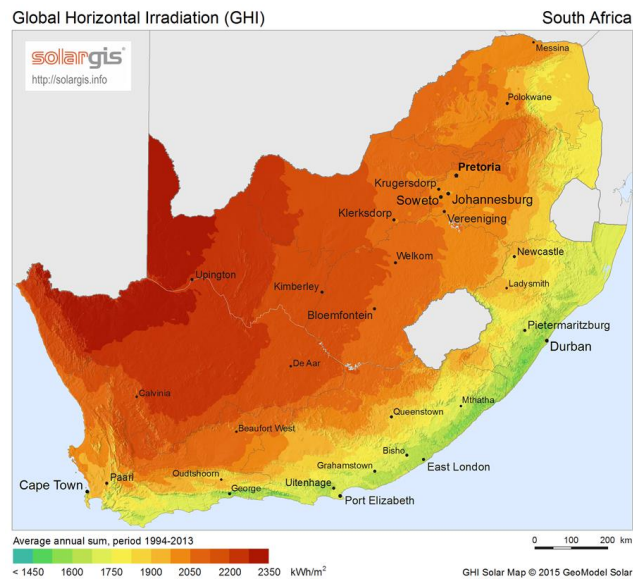 Global Horizontal Irradiation (GHI) South Africa
solargis
http://solargis.info
Messina
Polokwane
Pretoria
Krugersdorp
Soweto Johannesburg
Klerksdorp Vereeniging
Welkom
Newcastle
Upington
Kimberley
Ladysmith
Bloemfontein
Pietermaritzburg
Durban
De Aar
Calvinia
Mthatha
Queenstown
Beaufort West
Bisho
East London
Grahamstown
Oudtshoorn
Paarl
Uitenhage
Cape Town
George
Port Elizabeth
Average annual sum, period 1994-2013
0 100 200 km
< 1450 1600 1750 1900 2050 2200 2350 kWh/m²
GHI Solar Map © 2015 GeoModel Solar